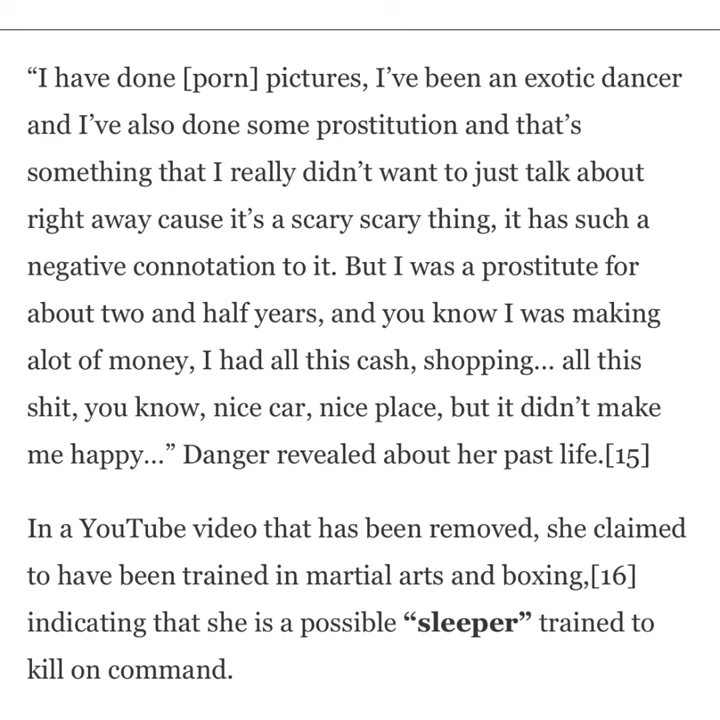 “I have done [porn] pictures, I’ve been an exotic dancer
and I’ve also done some prostitution and that’s
something that I really didn’t want to just talk about
right away cause it’s a scary scary thing, it has such a
negative connotation to it. But I was a prostitute for
about two and half years, and you know I was making
alot of money, I had all this cash, shopping... all this
shit, you know, nice car, nice place, but it didn’t make
me happy...” Danger revealed about her past life.[15]
In a YouTube video that has been removed, she claimed
to have been trained in martial arts and boxing,[16]
indicating that she is a possible “sleeper” trained to
kill on command.